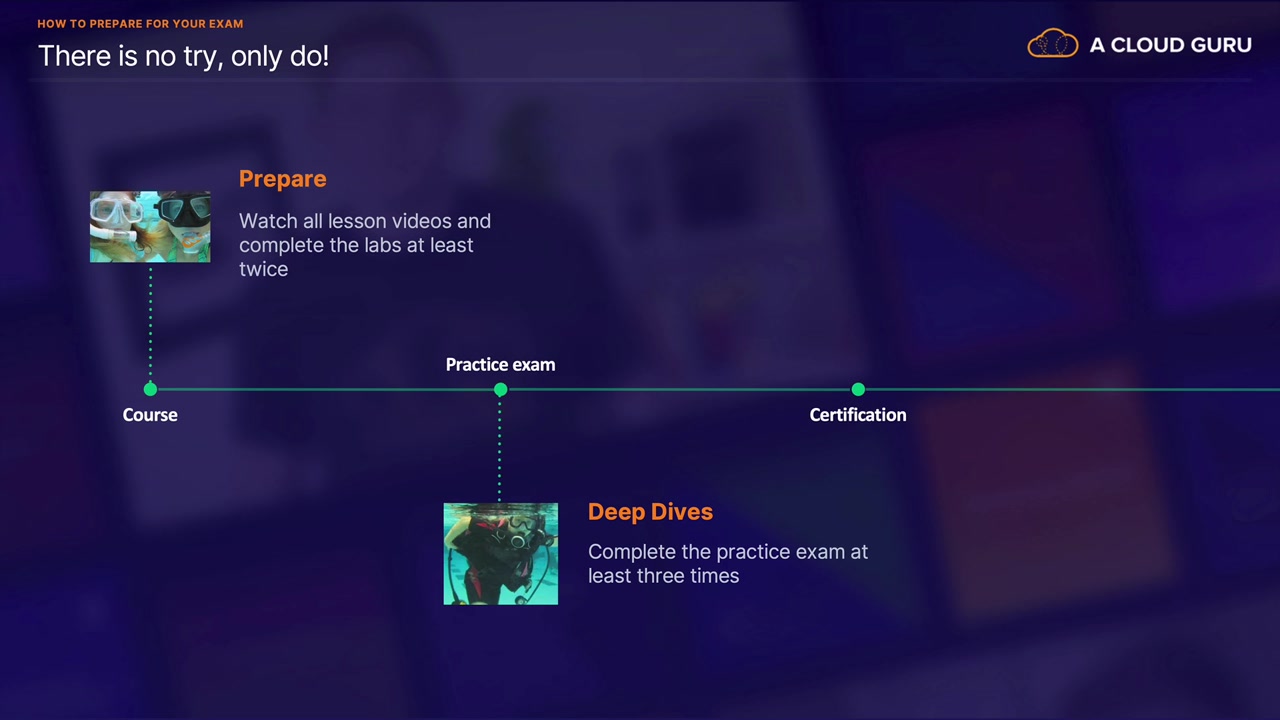 HOW TO PREPARE FOR YOUR EXAM
There is no try, only do!
A CLOUD GURU
Prepare
Watch all lesson videos and
complete the labs at least
twice
Practice exam
Course
Certification
Deep Dives
Complete the practice exam at
least three times